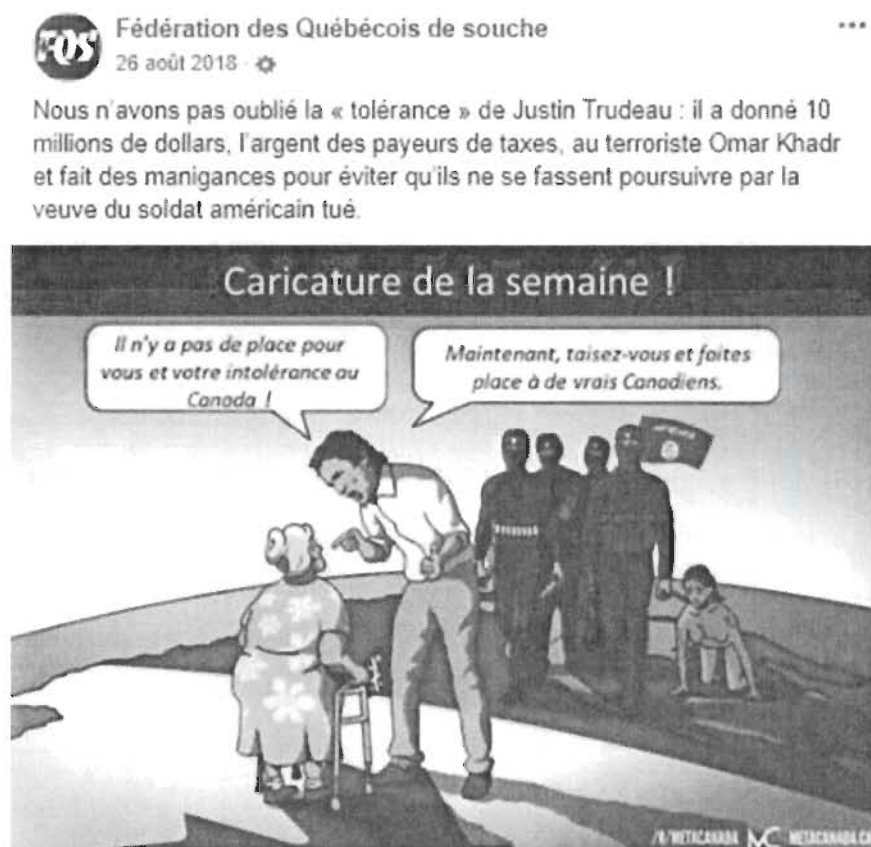 FQS
Fédération des Québécois de souche
26 août 2018
Nous n'avons pas oublié la « tolérance » de Justin Trudeau : il a donné 10
millions de dollars, l'argent des payeurs de taxes, au terroriste Omar Khadr
et fait des manigances pour éviter qu'ils ne se fassent poursuivre par la
veuve du soldat américain tué.
Caricature de la semaine !
Il n'y a pas de place pour
vous et votre intolérance au
Canada !
Maintenant, taisez-vous et faites
place à de vrais Canadiens.
/R/METACANADA MC METACANADA.CA